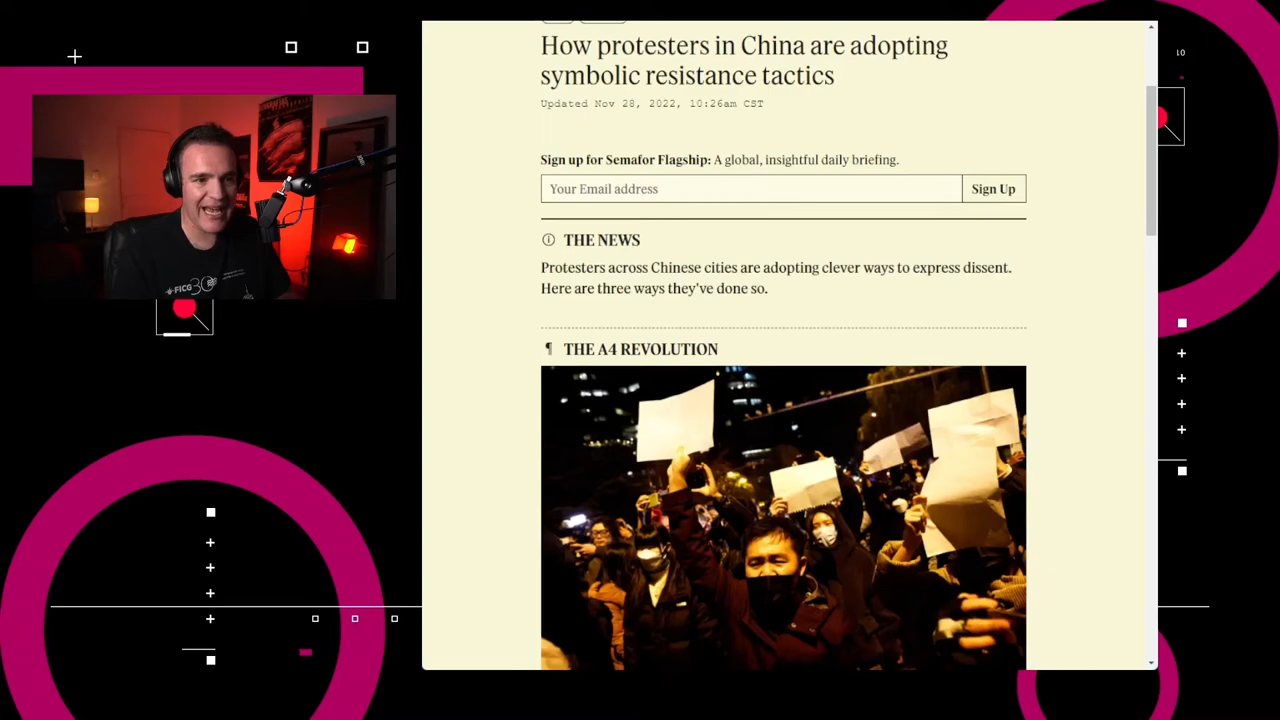 How protesters in China are adopting
symbolic resistance tactics
Updated Nov 28, 2022, 10:26am CST
Sign up for Semafor Flagship: A global, insightful daily briefing.
Your Email address
Sign Up
THE NEWS
Protesters across Chinese cities are adopting clever ways to express dissent.
Here are three ways they've done so.
¶ THE A4 REVOLUTION
FICG30
10